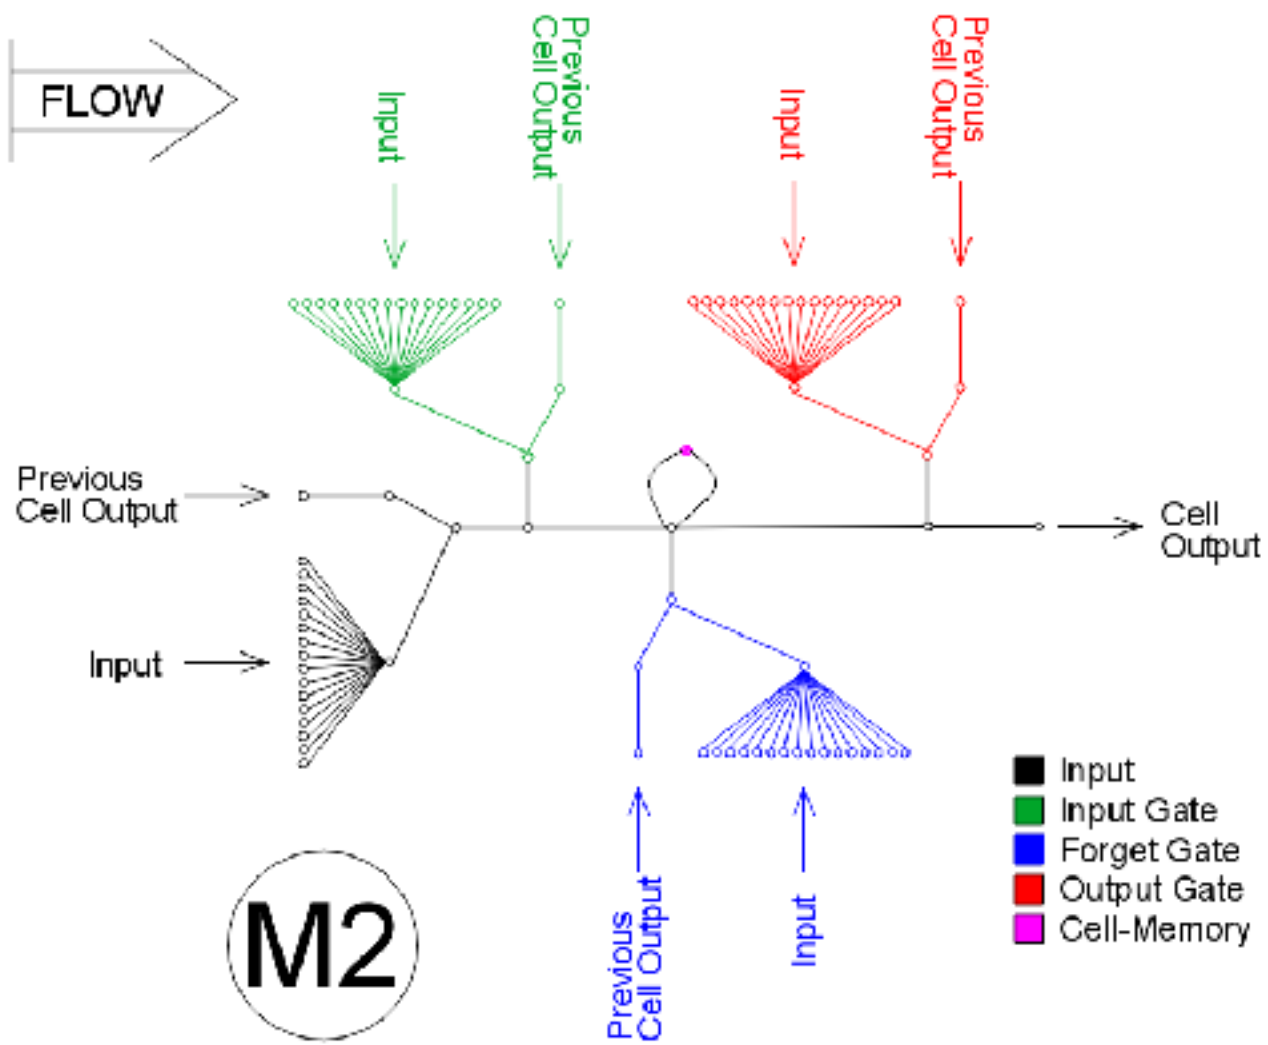 FLOW
Input
Previous
Cell Output
Input
Previous
Cell Output
Previous
Cell Output
Input
Cell
Output
Previous
Cell Output
Input
Input
Input Gate
Forget Gate
Output Gate
Cell-Memory
M2